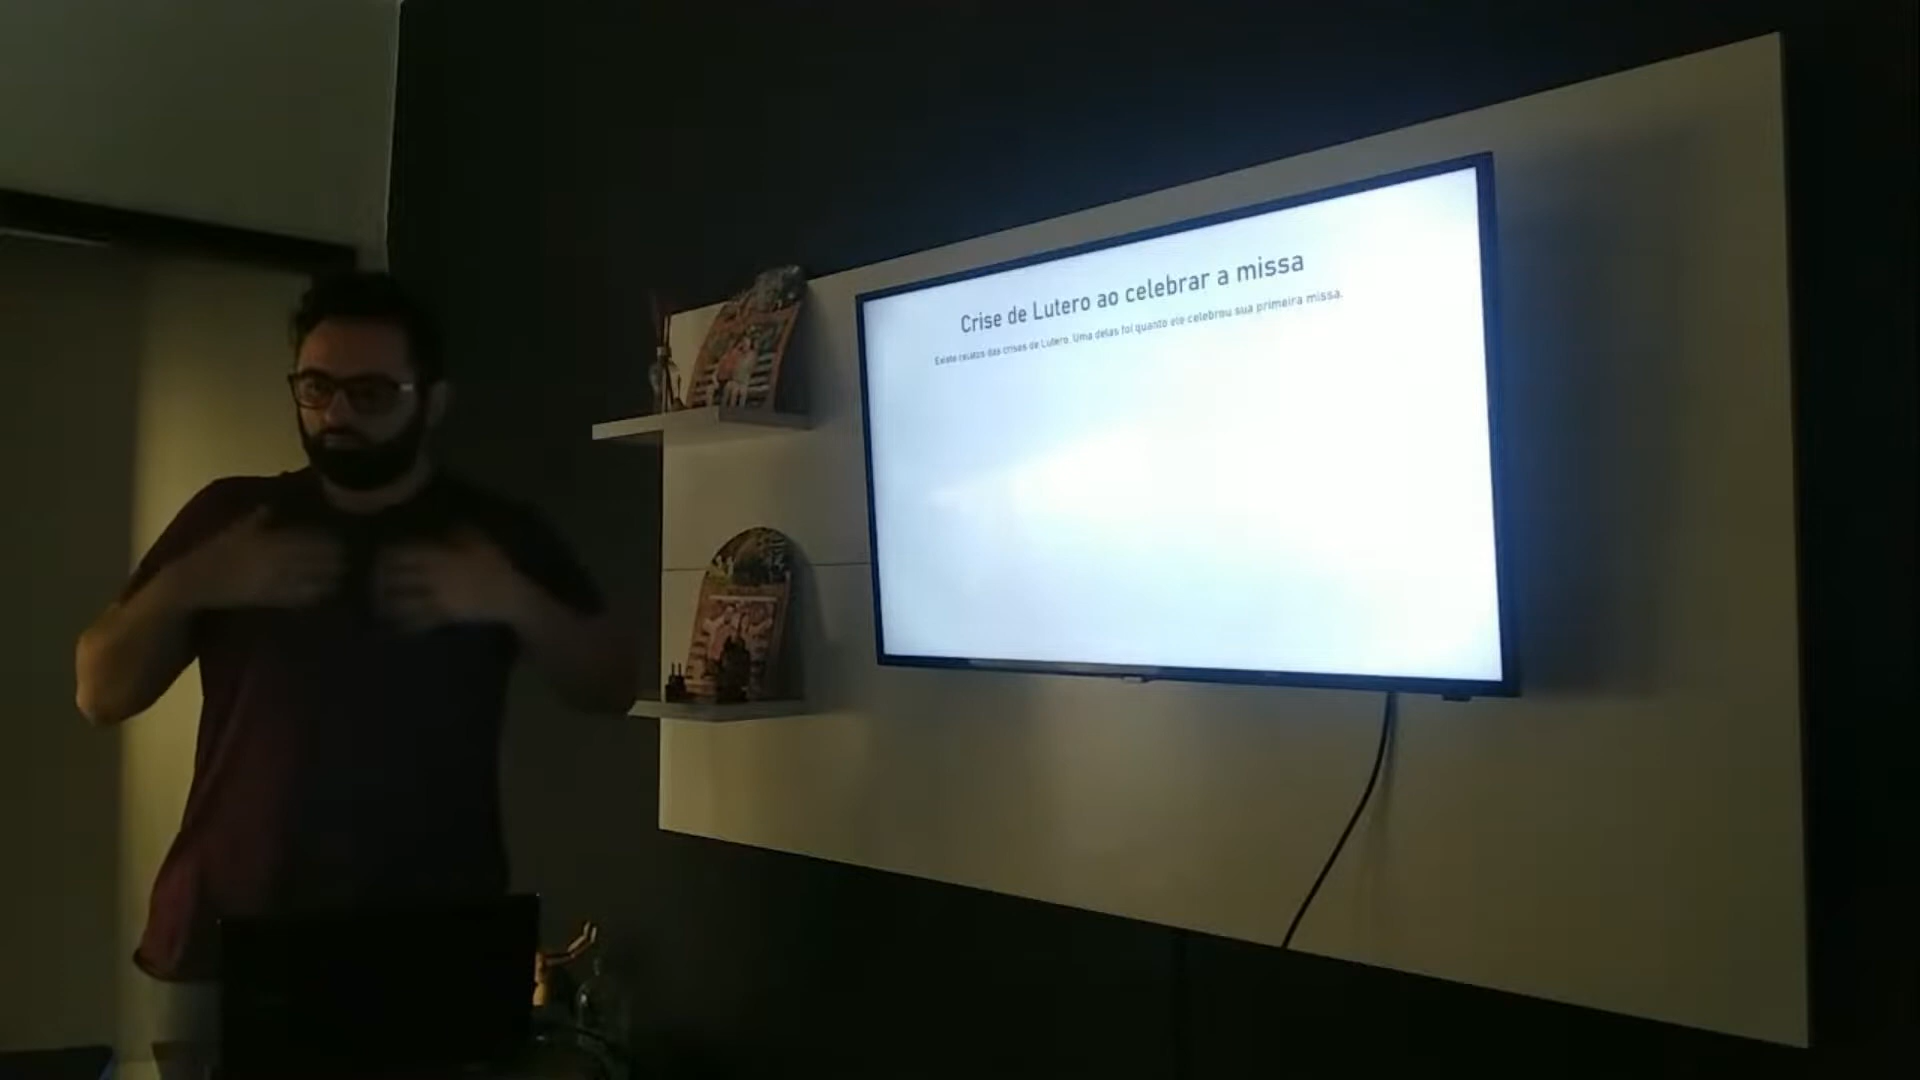 Crise de Lutero ao celebrar a missa
Existe relatos das crises de Lutero. Uma delas foi quanto ele celebrou sua primeira missa.